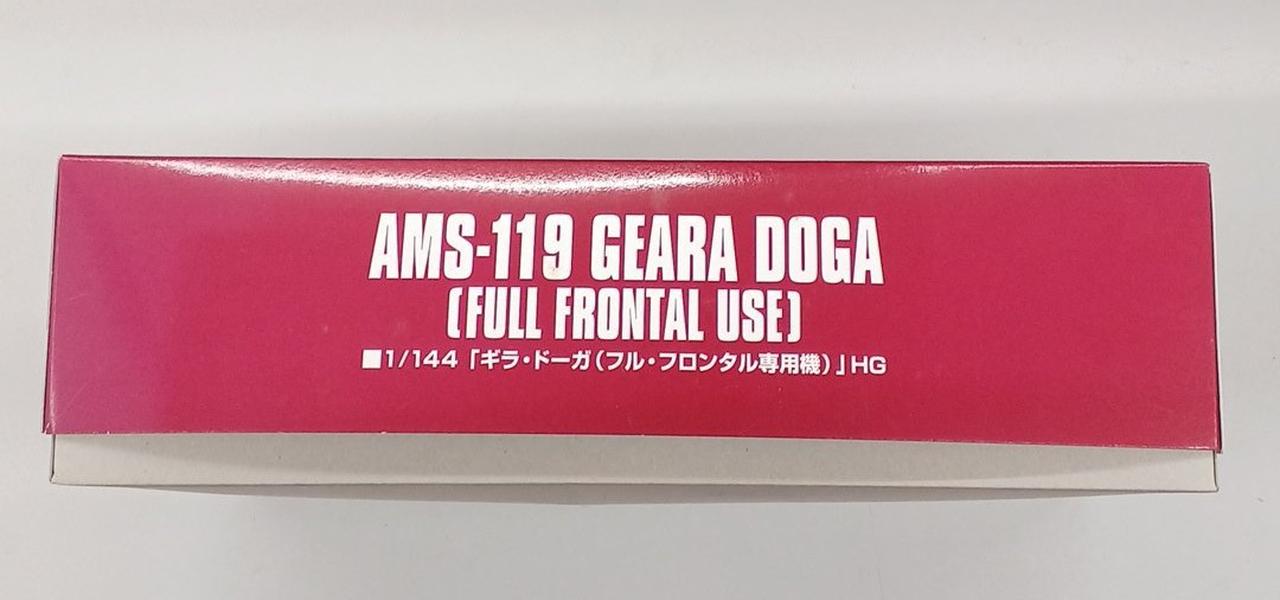 AMS-119 GEARA DOGA
(FULL FRONTAL USE)
■1/144「ギラ・ドーガ(フル・フロンタル専用機)」HG